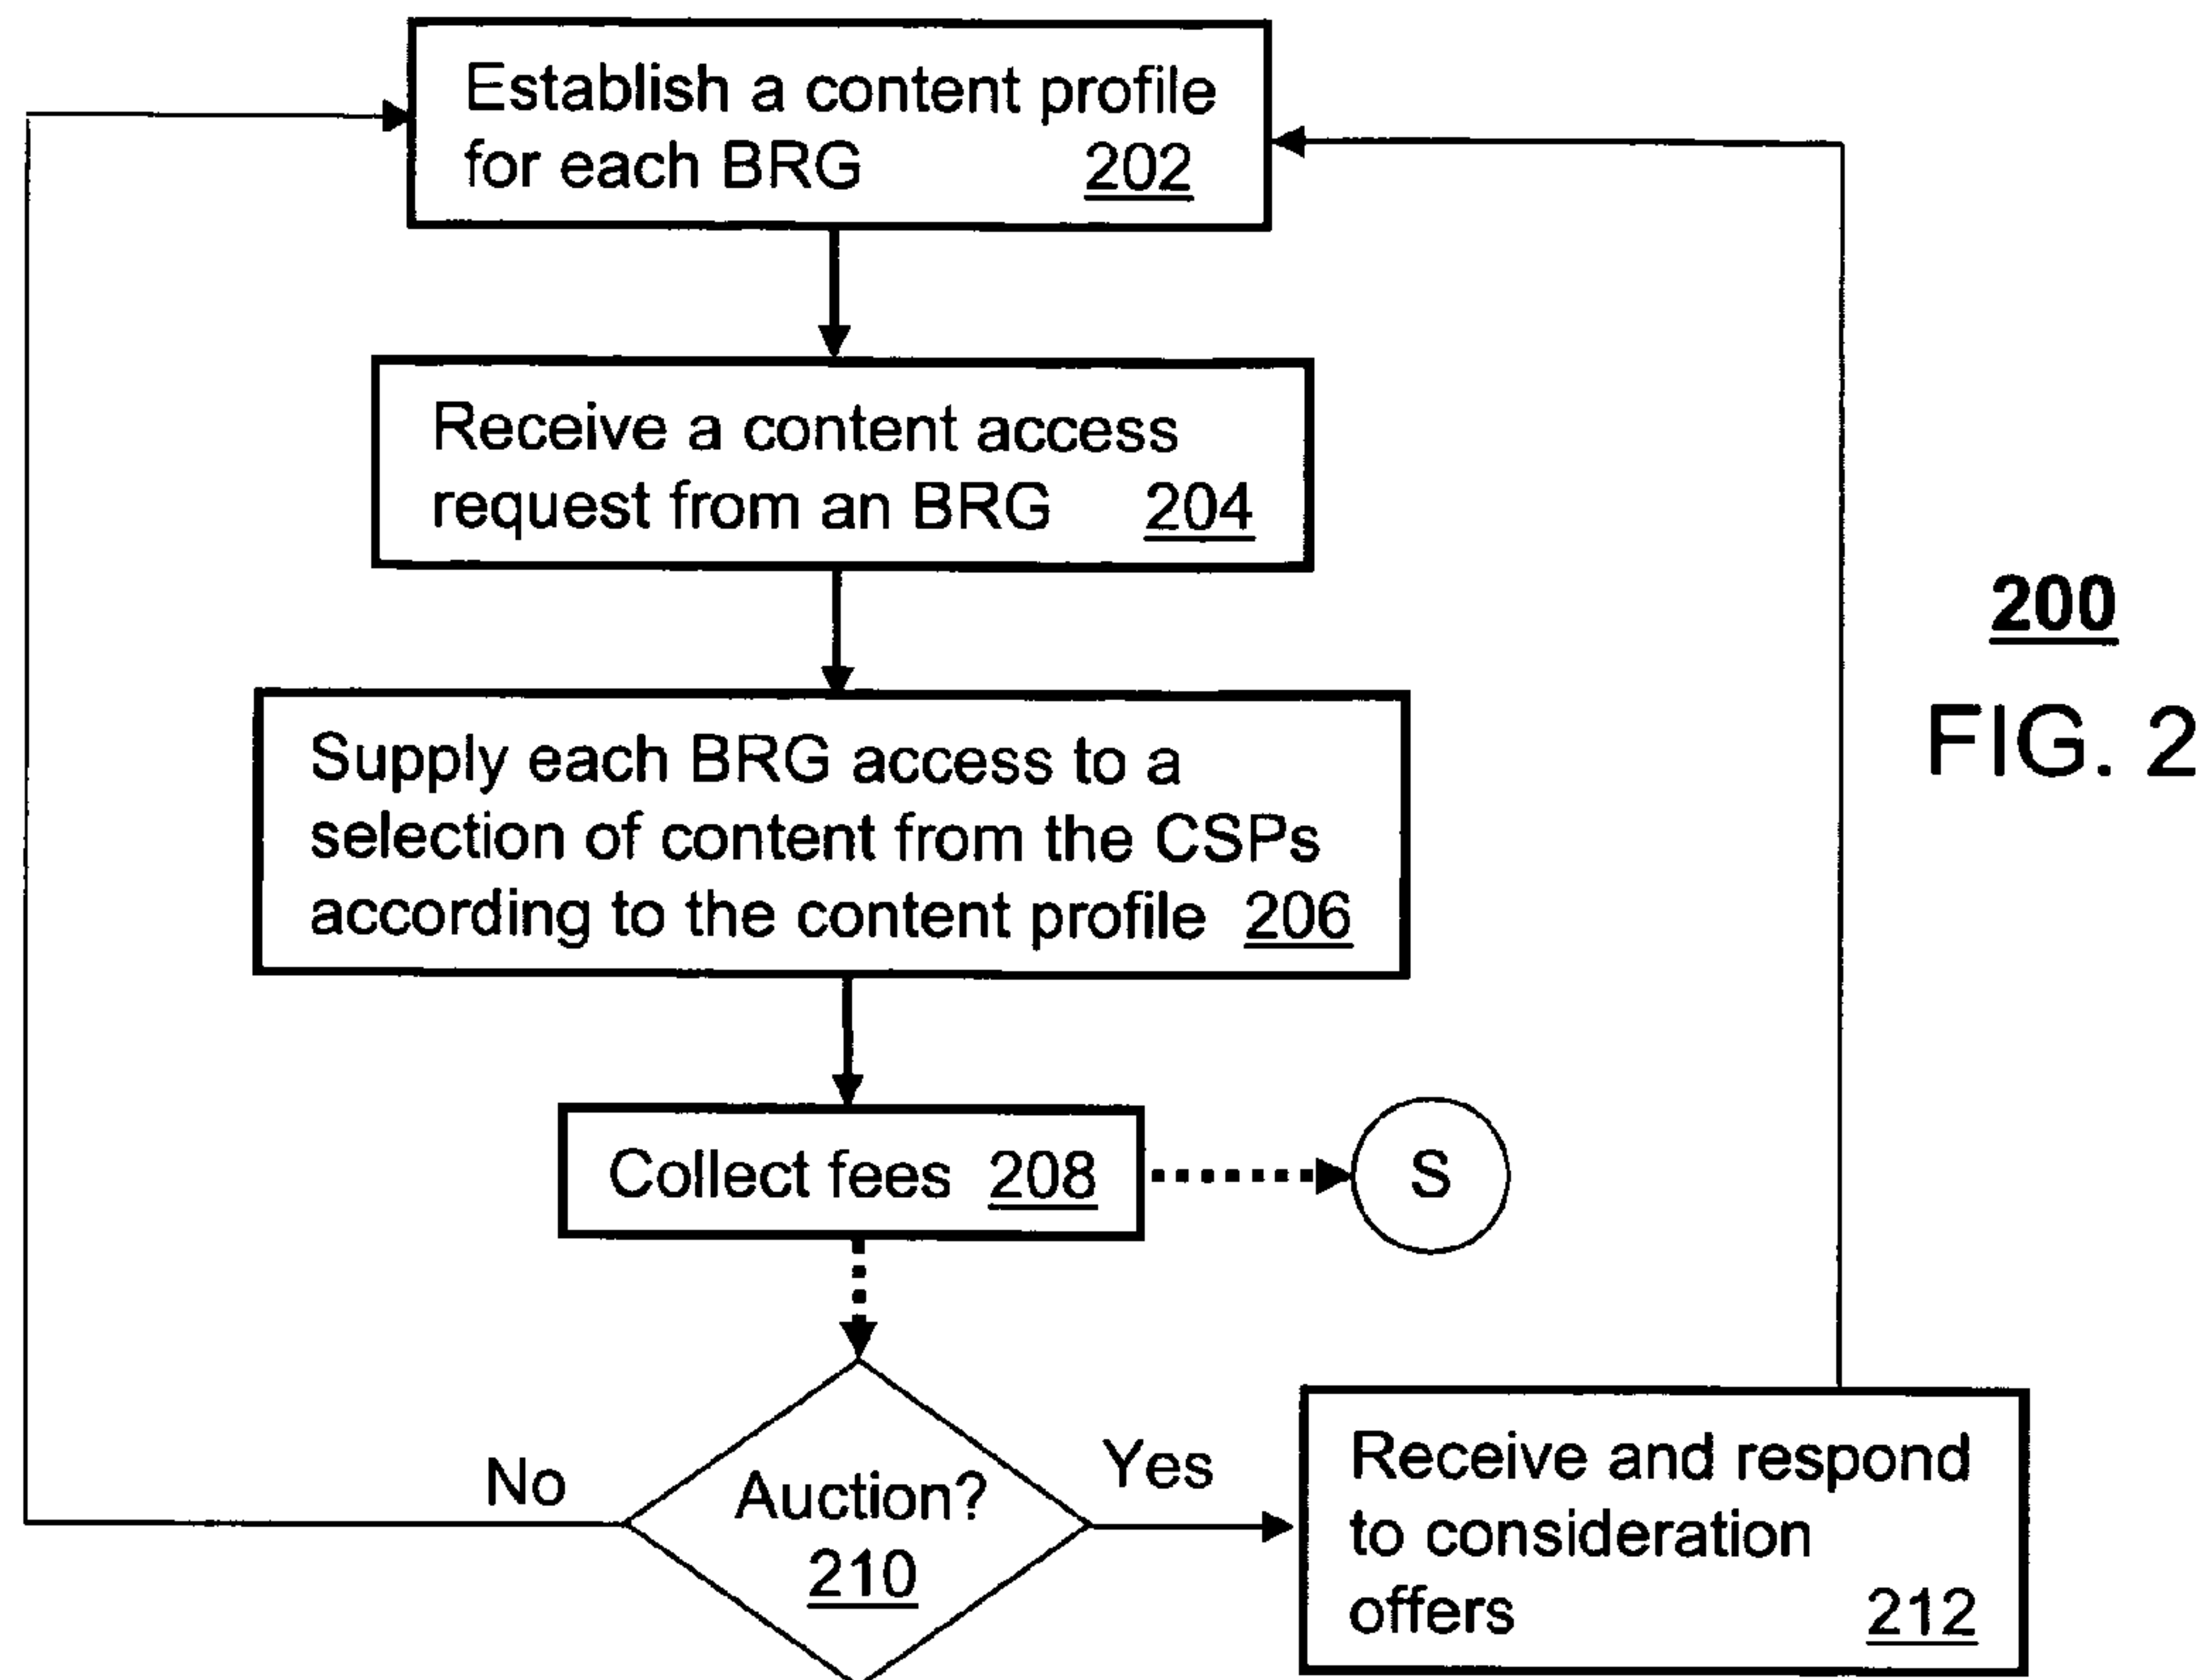 Establish a content profile
for each BRG 202
Receive a content access
request from an BRG 204
200
FIG. 2
Supply each BRG access to a
selection of content from the CSPs
according to the content profile 206
Collect fees 208
S
No
Auction?
210
Yes
Receive and respond
to consideration
offers 212